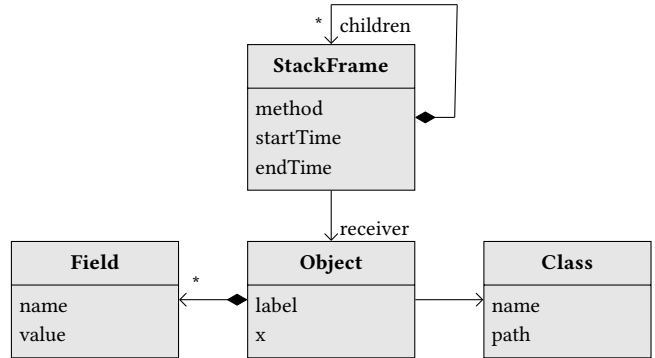 * children
StackFrame
method
startTime
endTime
receiver
Field
name
value
*
Object
label
x
Class
name
path